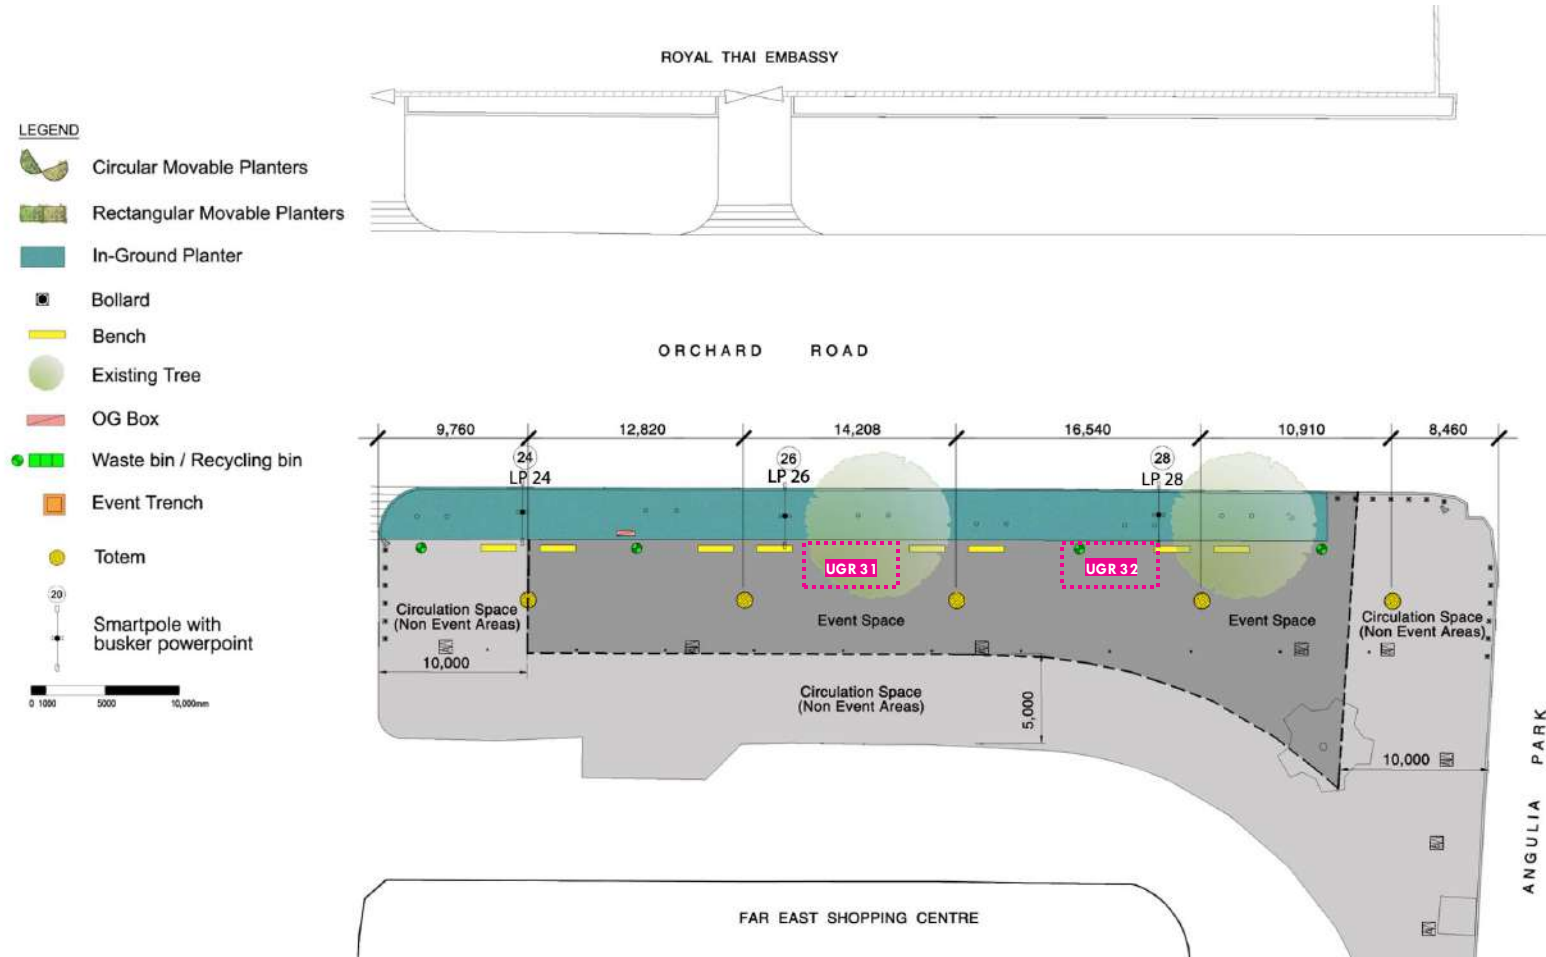 ROYAL THAI EMBASSY
LEGEND
Circular Movable Planters
Rectangular Movable Planters
In-Ground Planter
Bollard
Bench
Existing Tree
OG Box
Waste bin / Recycling bin
Event Trench
Totem
20
Smartpole with
busker powerpoint
0 1000 5000 10,000mm
ORCHARD ROAD
9,760 12,820 14,208 16,540 10,910 8,460
24 26 28
LP 24 LP 26 LP 28
UGR 31 UGR 32
Circulation Space
(Non Event Areas)
Event Space
Event Space
Circulation Space
(Non Event Areas)
10,000
Circulation Space
(Non Event Areas)
5,000
10,000
ANGULIA PARK
FAR EAST SHOPPING CENTRE